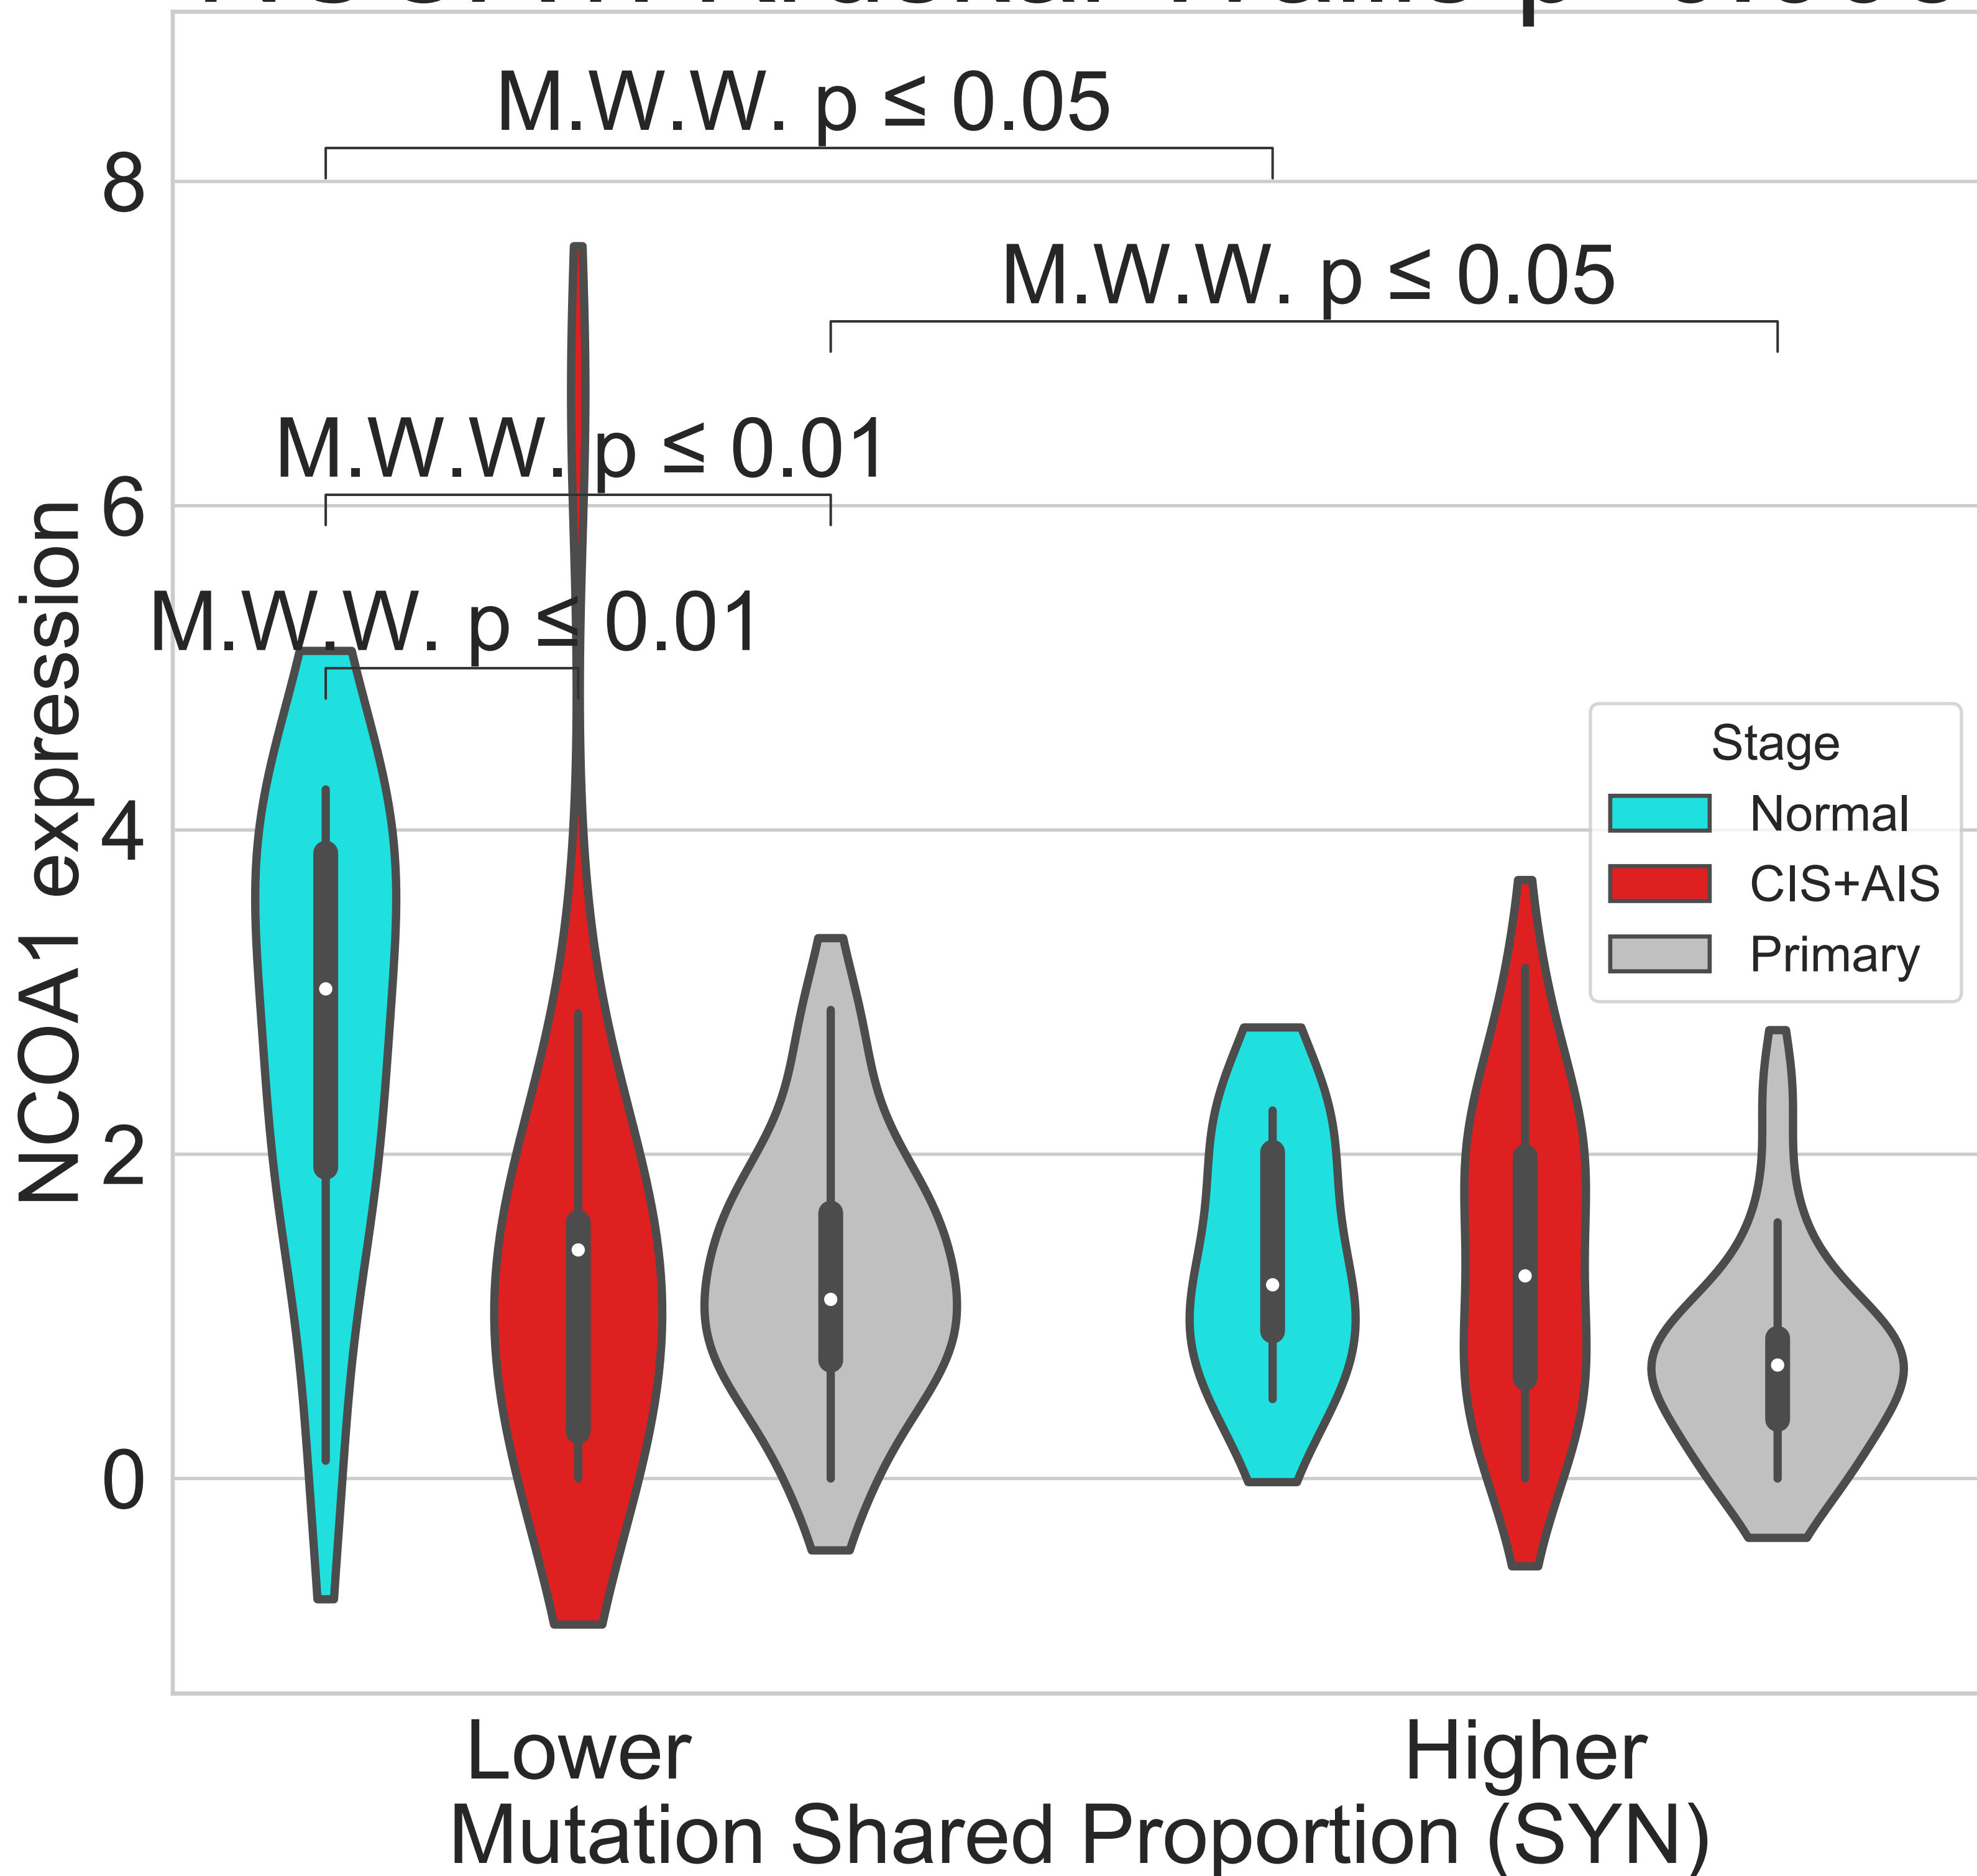 M.W.W. p ≤ 0.05
8
M.W.W. p ≤ 0.05
M.W.W. p ≤ 0.01
6
M.W.W. p ≤ 0.01
NCOA1 expression
Stage
Normal
4
CIS+AIS
Primary
2
0
Lower
Higher
Mutation Shared Proportion (SYN)